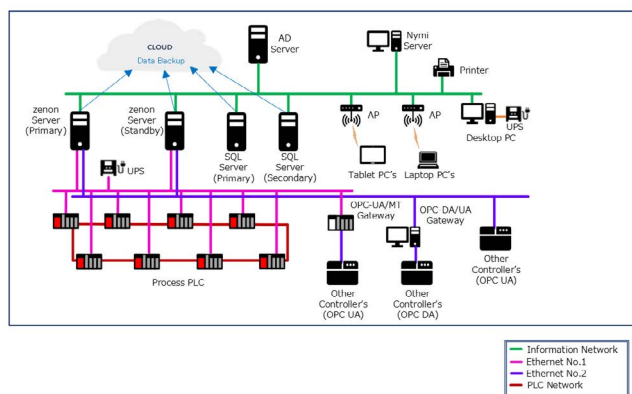 CLOUD
Data Backup
AD
Server
Nymi
Server
Printer
zenon
Server
(Primary)
zenon
Server
(Standby)
SQL
Server
(Primary)
SQL
Server
(Secondary)
AP
AP
Tablet PC's
Laptop PC's
UPS
Desktop
PC
UPS
OPC-UA/MT
Gateway
OPC-DA/UA
Gateway
Process PLC
Other
Controller's
(OPC UA)
Other
Controller's
(OPC DA)
Other
Controller's
(OPC UA)
Information Network
Ethernet No.1
Ethernet No.2
PLC Network